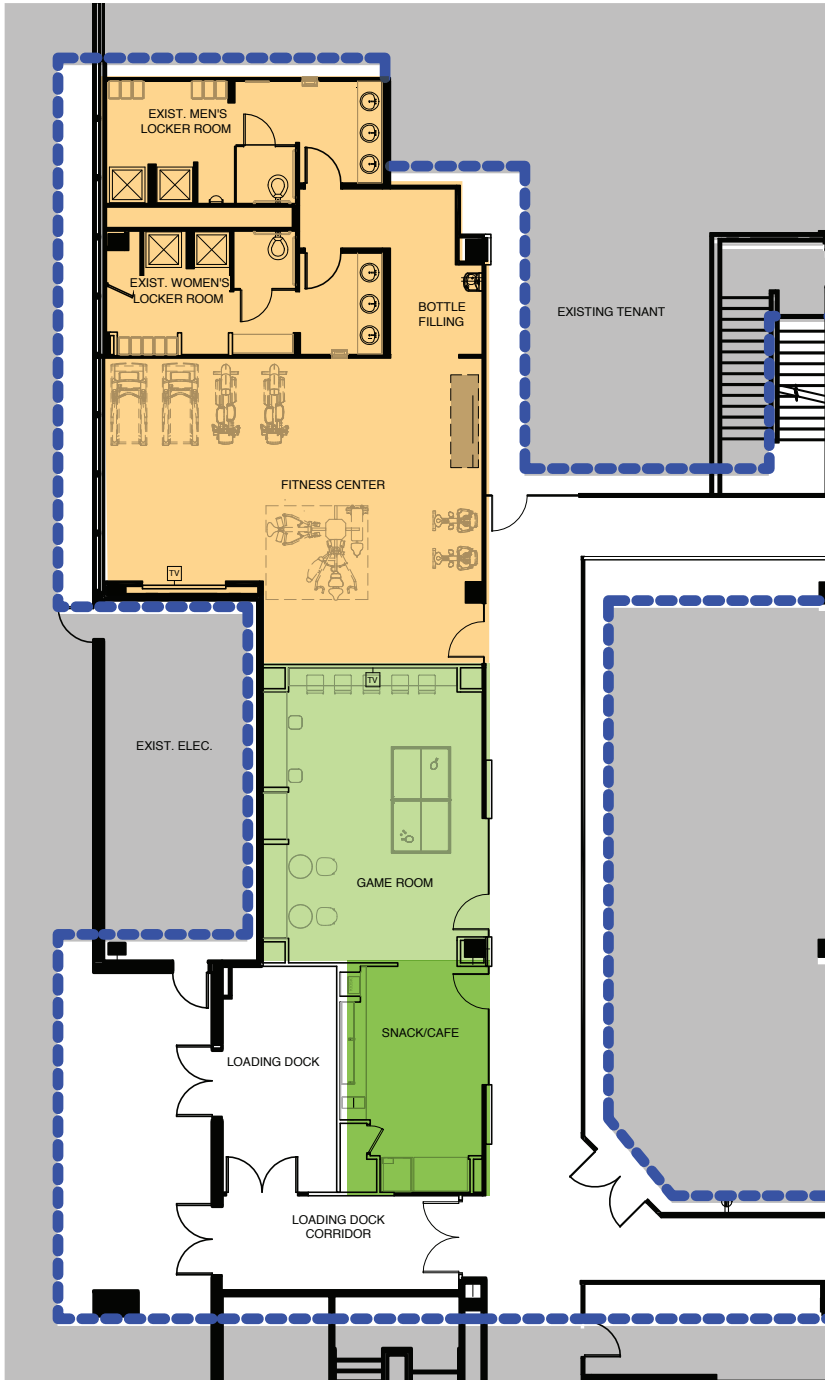 EXIST. MEN'S
LOCKER ROOM
EXIST. WOMEN'S
LOCKER ROOM
BOTTLE
FILLING
EXISTING TENANT
FITNESS CENTER
TV
TV
EXIST. ELEC.
GAME ROOM
SNACK/CAFE
LOADING DOCK
LOADING DOCK
CORRIDOR